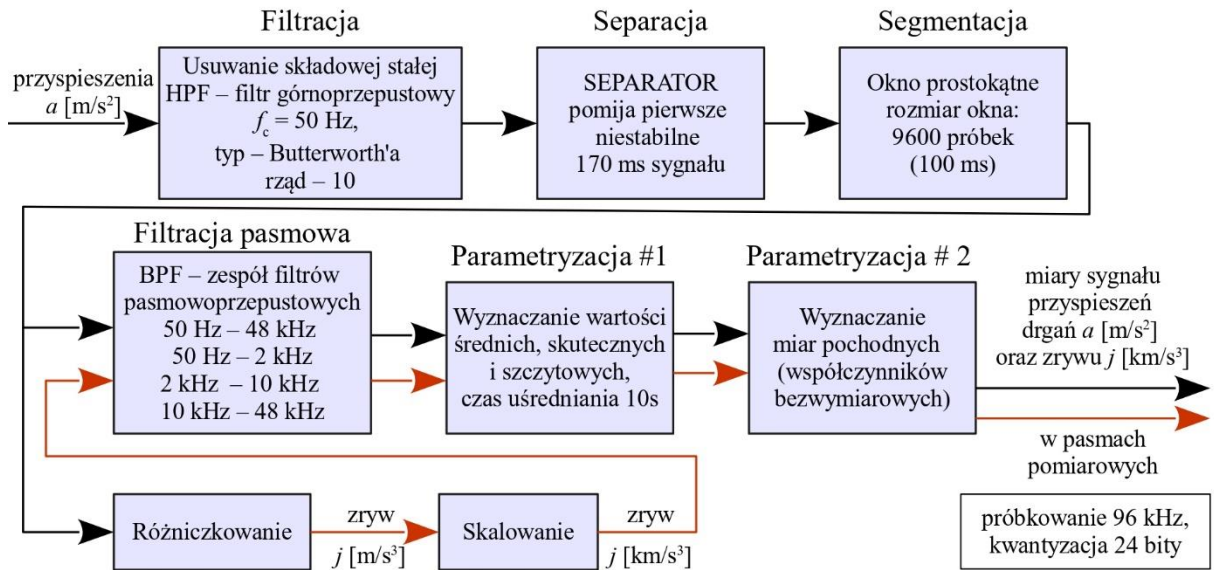 Filtracja
Separacja
Segmentacja
przyspieszenia
a [m/s²]
Usuwanie składowej stałej
HPF – filtr górnoprzepustowy
fc = 50 Hz,
typ – Butterworth'a
rząd – 10
SEPARATOR
pomija pierwsze
niestabilne
170 ms sygnału
Okno prostokątne
rozmiar okna:
9600 próbek
(100 ms)
Filtracja pasmowa
Parametryzacja #1
Parametryzacja # 2
BPF – zespół filtrów
pasmowoprzepustowych
50 Hz – 48 kHz
50 Hz – 2 kHz
2 kHz – 10 kHz
10 kHz – 48 kHz
Wyznaczanie wartości
średnich, skutecznych
i szczytowych,
czas uśredniania 10s
Wyznaczanie
miar pochodnych
(współczynników
bezwymiarowych)
miary sygnału
przyspieszeń
drgań a [m/s²]
oraz zrywu j [km/s³]
w pasmach
pomiarowych
Różniczkowanie
zryw
j [m/s³]
Skalowanie
zryw
j [km/s³]
próbkowanie 96 kHz,
kwantyzacja 24 bity